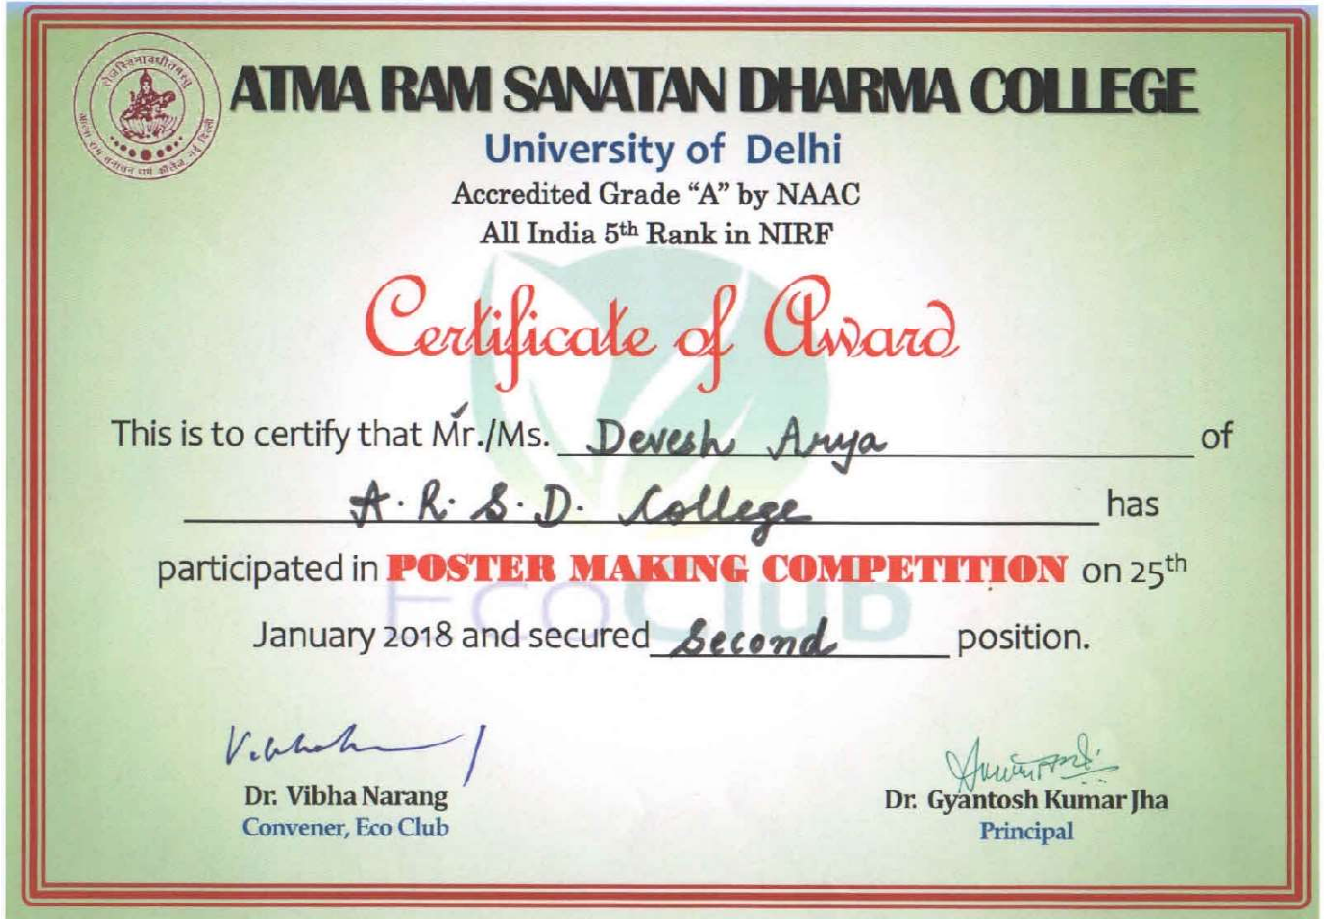 ATMA RAM SANATAN DHARMA COLLEGE
University of Delhi
Accredited Grade “A” by NAAC
All India 5th Rank in NIRF
Certificate of Award
This is to certify that Mr./Ms. Devesh Arya of
A.R.S.D. College has
participated in POSTER MAKING COMPETITION on 25th
January 2018 and secured Second position.
EcoClub
Dr. Vibha Narang
Convener, Eco Club
Dr. Gyantosh Kumar Jha
Principal